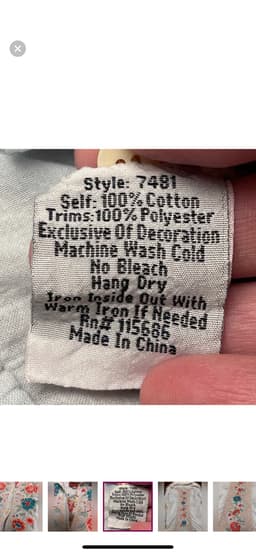 Style: 7481
Self: 100% Cotton
Trims:100% Polyester
Exclusive Of Decoration
Machine Wash Cold
No Bleach
Hang Dry
Iron Inside Out With
Warm Iron If Needed
Rn# 115686
Made In China